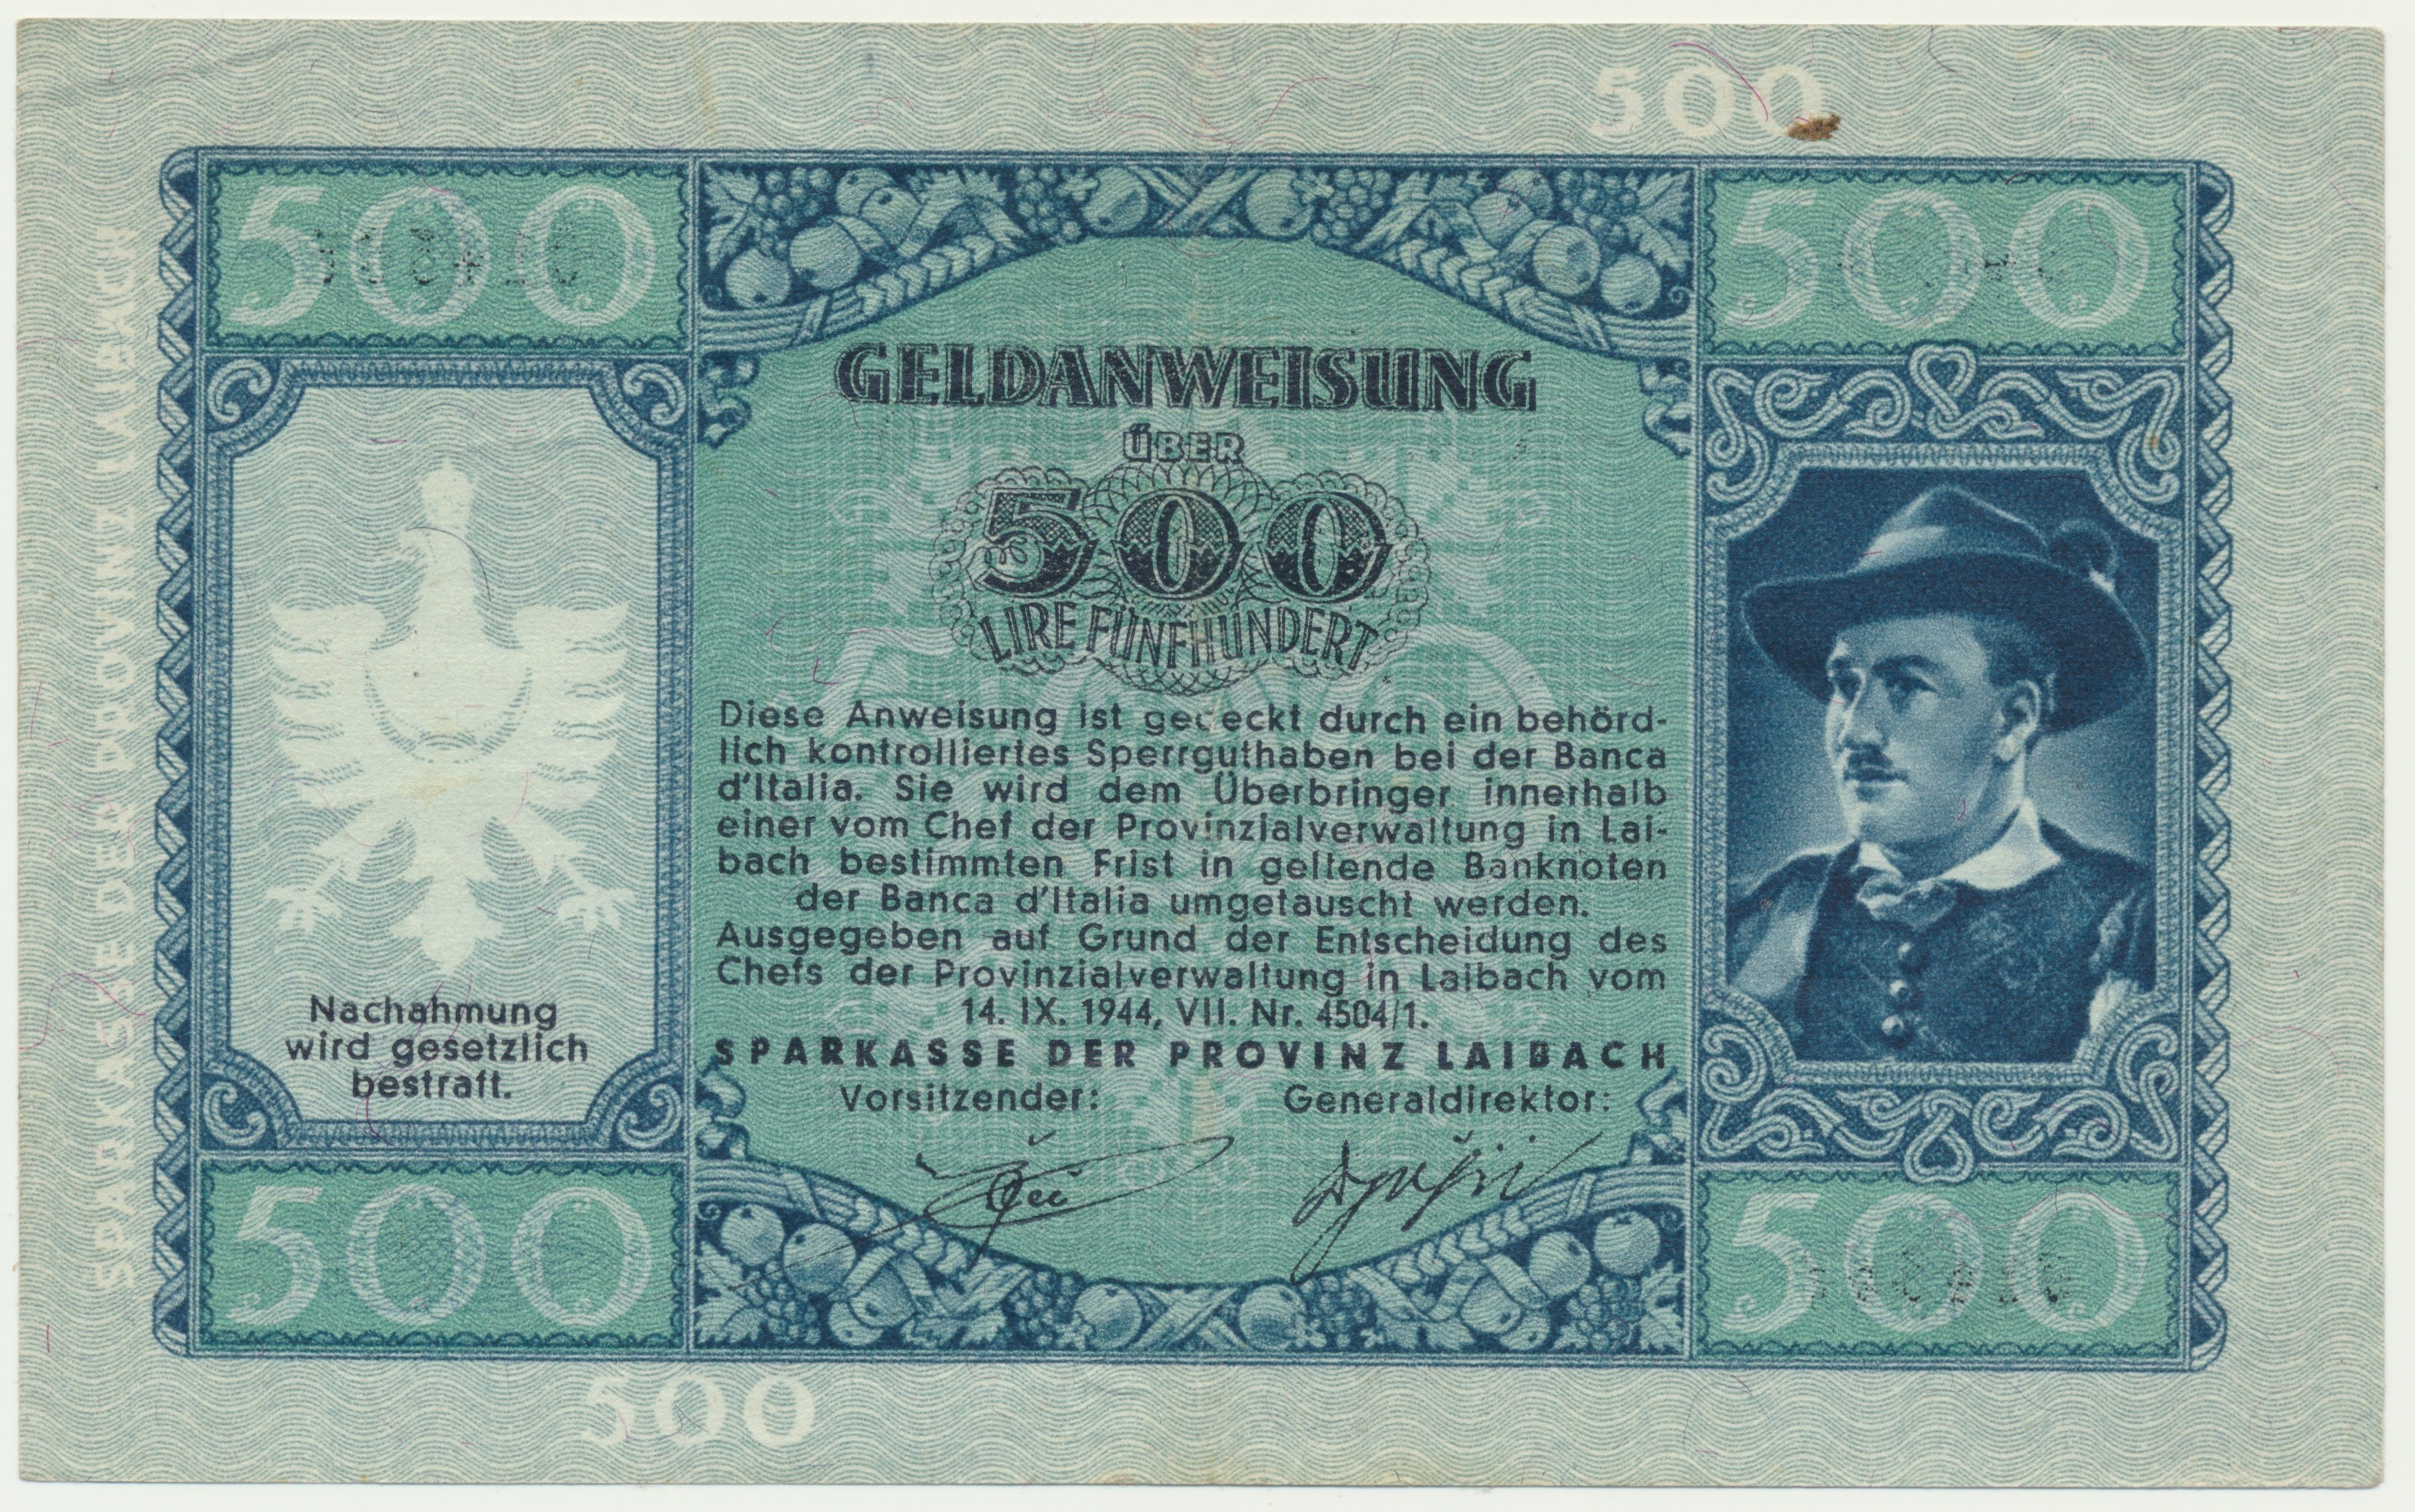 500
500
500
GELDANWEISUNG
ÜBER
500
LIRE FÜNFHUNDERT
Diese Anweisung ist gedeckt durch ein behörd-
lich kontrolliertes Sperrguthaben bei der Banca
d'Italia. Sie wird dem Überbringer innerhalb
einer vom Chef der Provinzialverwaltung in Lai-
bach bestimmten Frist in geltende Banknoten
der Banca d'Italia umgetauscht werden.
Ausgegeben auf Grund der Entscheidung des
Chefs der Provinzialverwaltung in Laibach vom
14. IX. 1944, VII. Nr. 4504/1.
SPARKASSE DER PROVINZ LAIBACH
Vorsitzender: Generaldirektor:
Nachahmung
wird gesetzlich
bestraft.
500
500
500
500
SPARKASSE DER PROVINZ LAIBACH